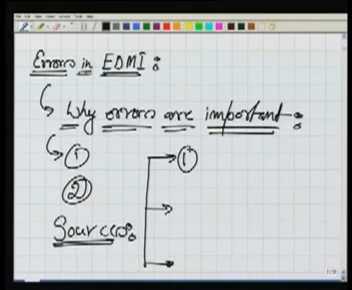 Errors in EDMI :
Why errors are important :
①
①
②
Sources :